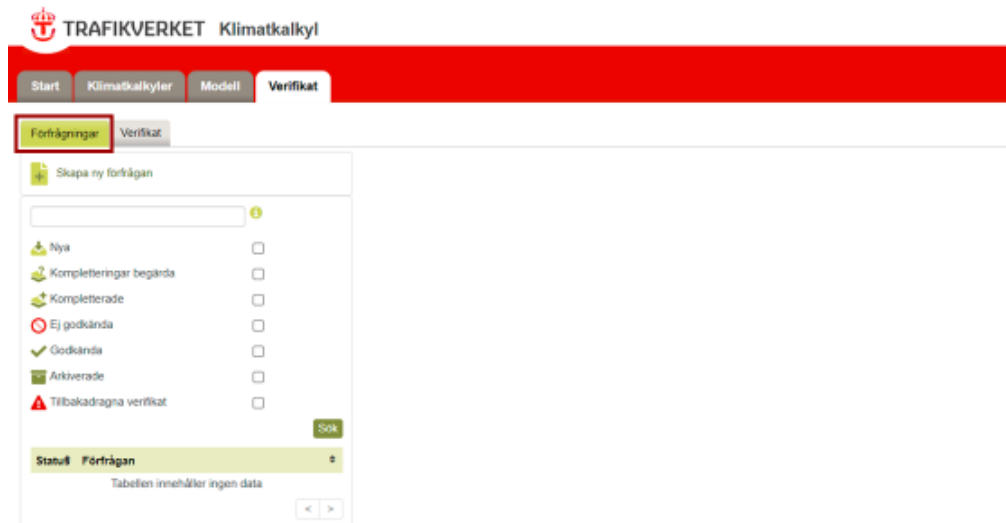 TRAFIKVERKET Klimatkalkyl
Start Klimatkalkyler Modell Verifikat
Förfrågningar Verifikat
Skapa ny förfrågan
Nya
Kompletteringar begärda
Kompletterade
Ej godkända
Godkända
Arkiverade
Tillbakadragna verifikat
Sök
Status Förfrågan
Tabellen innehåller ingen data
< >